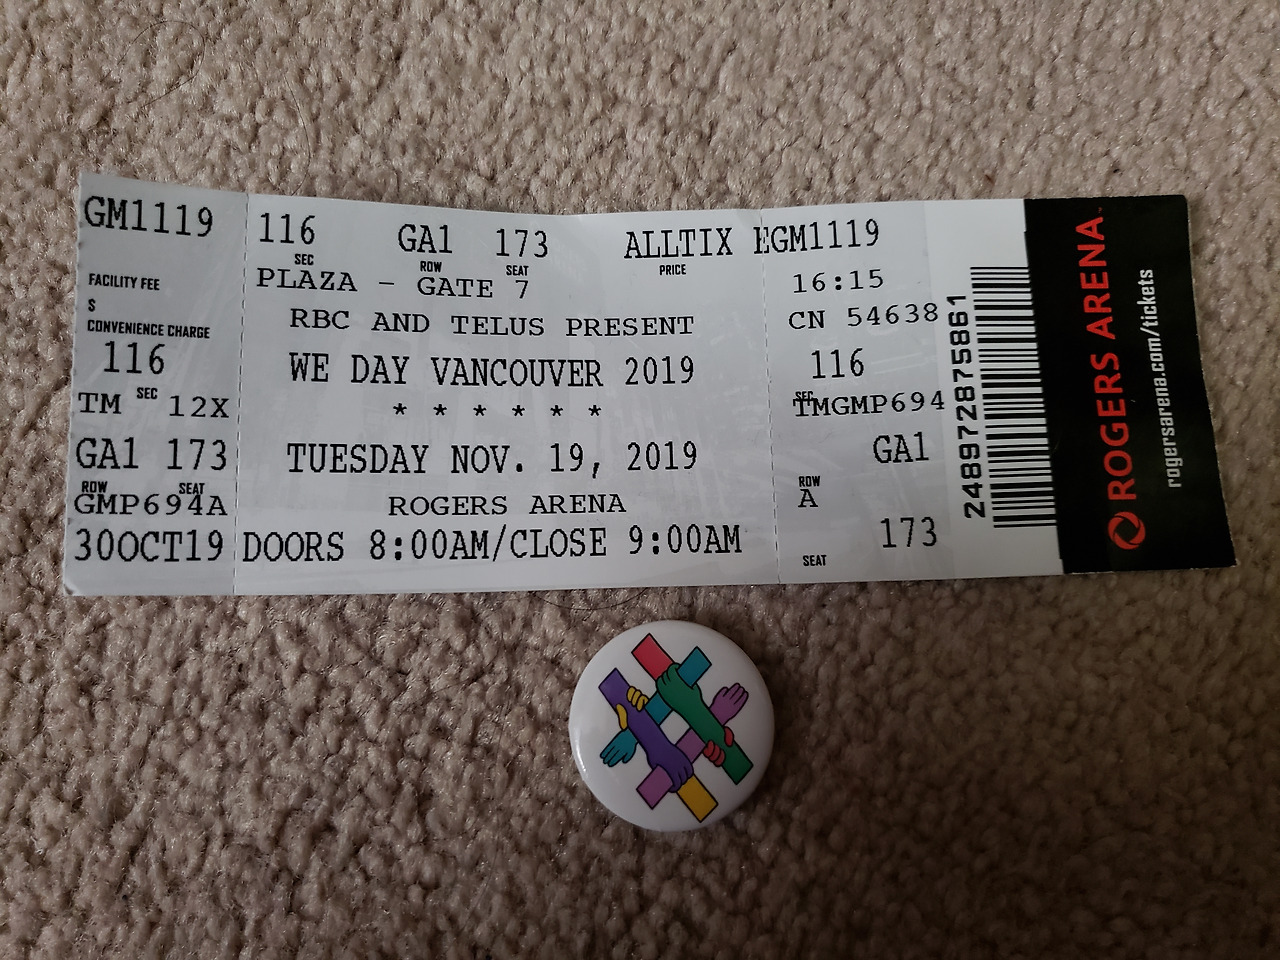 GM1119
FACILITY FEE
$
CONVENIENCE CHARGE
116
SEC
TM 12X
GA1 173
ROW SEAT
GMP694A
30OCT19
116 GA1 173 ALLTIX
SEC ROW SEAT PRICE
PLAZA - GATE 7
RBC AND TELUS PRESENT
WE DAY VANCOUVER 2019
* * * * * *
TUESDAY NOV. 19, 2019
ROGERS ARENA
DOORS 8:00AM/CLOSE 9:00AM
EGM1119
16:15
CN 54638
116
SEC
TMGMP694
GA1
ROW
A
173
SEAT
248972875861
ROGERS ARENA
rogersarena.com/tickets